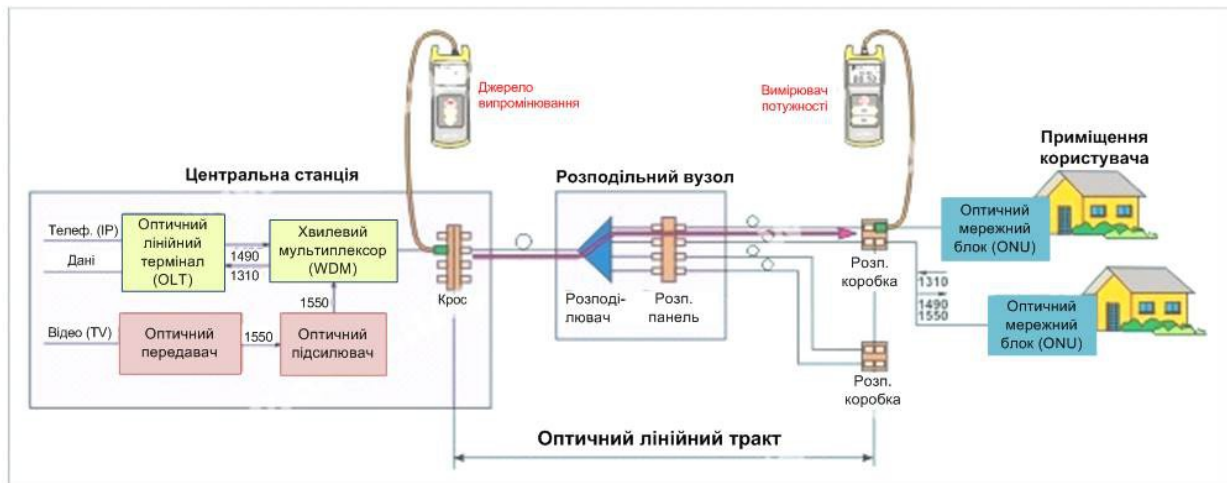 Джерело
випромінювання
Вимірювач
потужності
Приміщення
користувача
Центральна станція
Розподільний вузол
Телеф. (IP)
Дані
Відео (TV)
Оптичний
лінійний
термінал
(OLT)
1490
1310
Хвилевий
мультиплексор
(WDM)
1550
Оптичний
передавач
1550
Оптичний
підсилювач
Крос
Розподі-
лювач
Розп.
панель
Розп.
коробка
Розп.
коробка
Оптичний
мережний
блок (ONU)
1310
1490
1550
Оптичний
мережний
блок (ONU)
Оптичний лінійний тракт